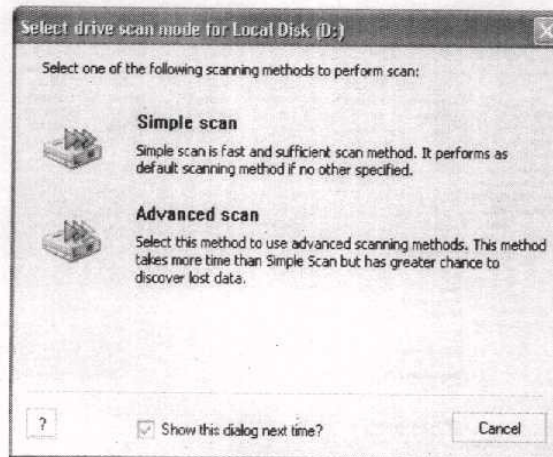 Select drive scan mode for Local Disk (D:)
Select one of the following scanning methods to perform scan:
Simple scan
Simple scan is fast and sufficient scan method. It performs as
default scanning method if no other specified.
Advanced scan
Select this method to use advanced scanning methods. This method
takes more time than Simple Scan but has greater chance to
discover lost data.
?
Show this dialog next time?
Cancel